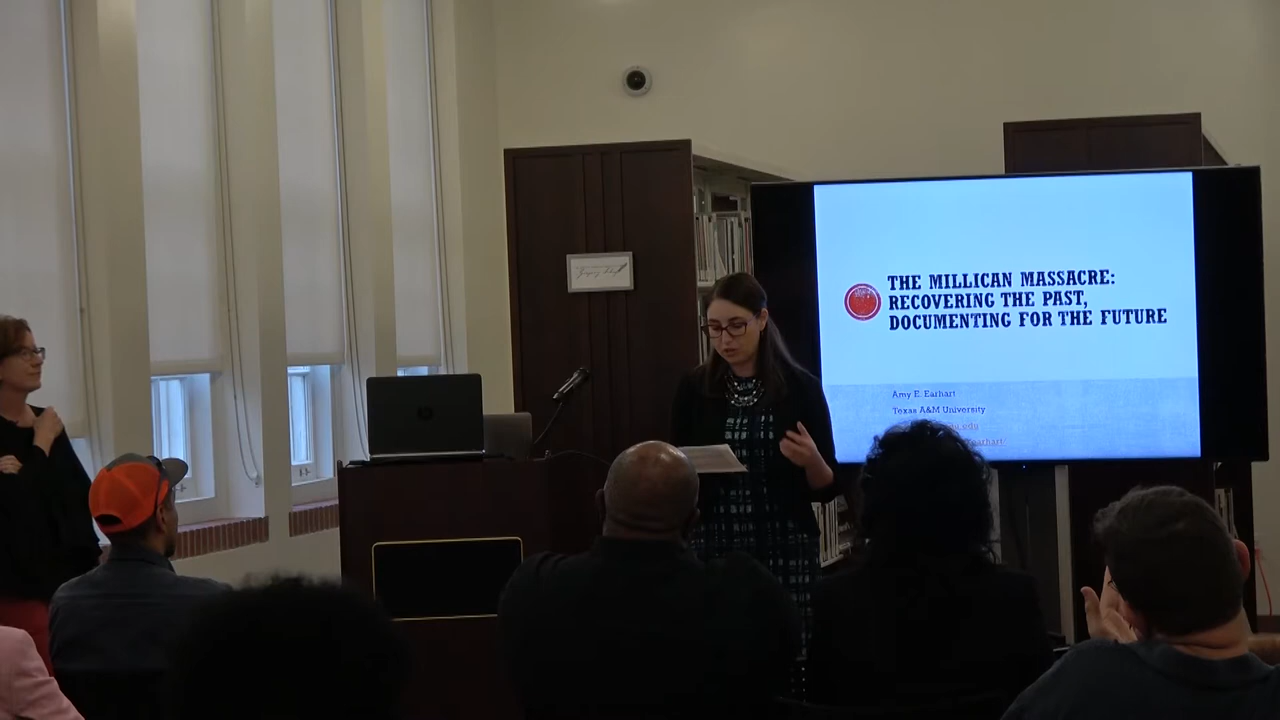 THE MILLICAN MASSACRE:
RECOVERING THE PAST,
DOCUMENTING FOR THE FUTURE
Amy E. Earhart
Texas A&M University